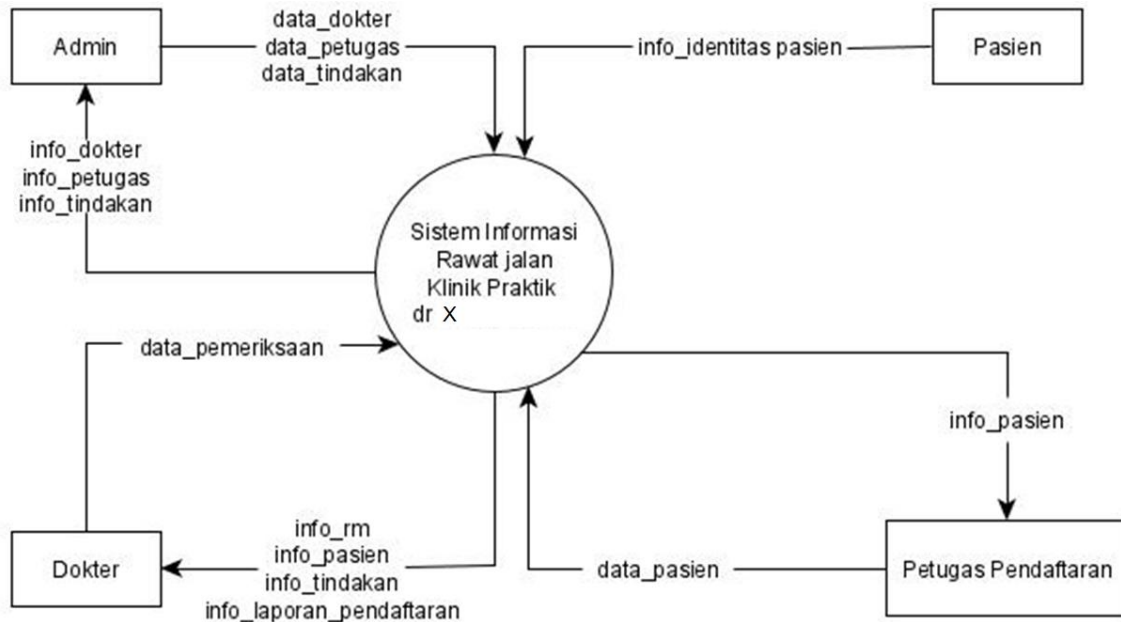 Admin
data_dokter
data_petugas
data_tindakan
info_identitas pasien
Pasien
info_dokter
info_petugas
info_tindakan
Sistem Informasi
Rawat jalan
Klinik Praktik
dr X
data_pemeriksaan
info_pasien
Dokter
info_rm
info_pasien
info_tindakan
info_laporan_pendaftaran
data_pasien
Petugas Pendaftaran